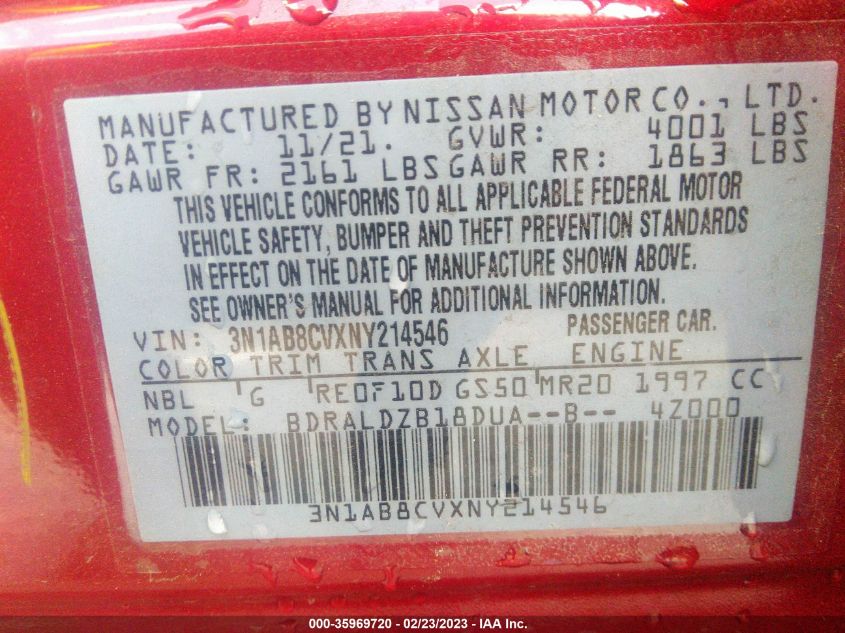 MANUFACTURED BY NISSAN MOTOR CO., LTD.
DATE: 11/21. GVWR: 4001 LBS
GAWR FR: 2161 LBS GAWR RR: 1863 LBS
THIS VEHICLE CONFORMS TO ALL APPLICABLE FEDERAL MOTOR
VEHICLE SAFETY, BUMPER AND THEFT PREVENTION STANDARDS
IN EFFECT ON THE DATE OF MANUFACTURE SHOWN ABOVE.
SEE OWNER'S MANUAL FOR ADDITIONAL INFORMATION.
VIN: 3N1AB8CVXNY214546 PASSENGER CAR.
COLOR TRIM TRANS AXLE ENGINE
NBL G RE0F10D GS50 MR20 1997 CC
MODEL: BDRALDZB18DUA--B-- 4Z000
3N1AB8CVXNY214546
000-35969720 - 02/23/2023 - IAA Inc.